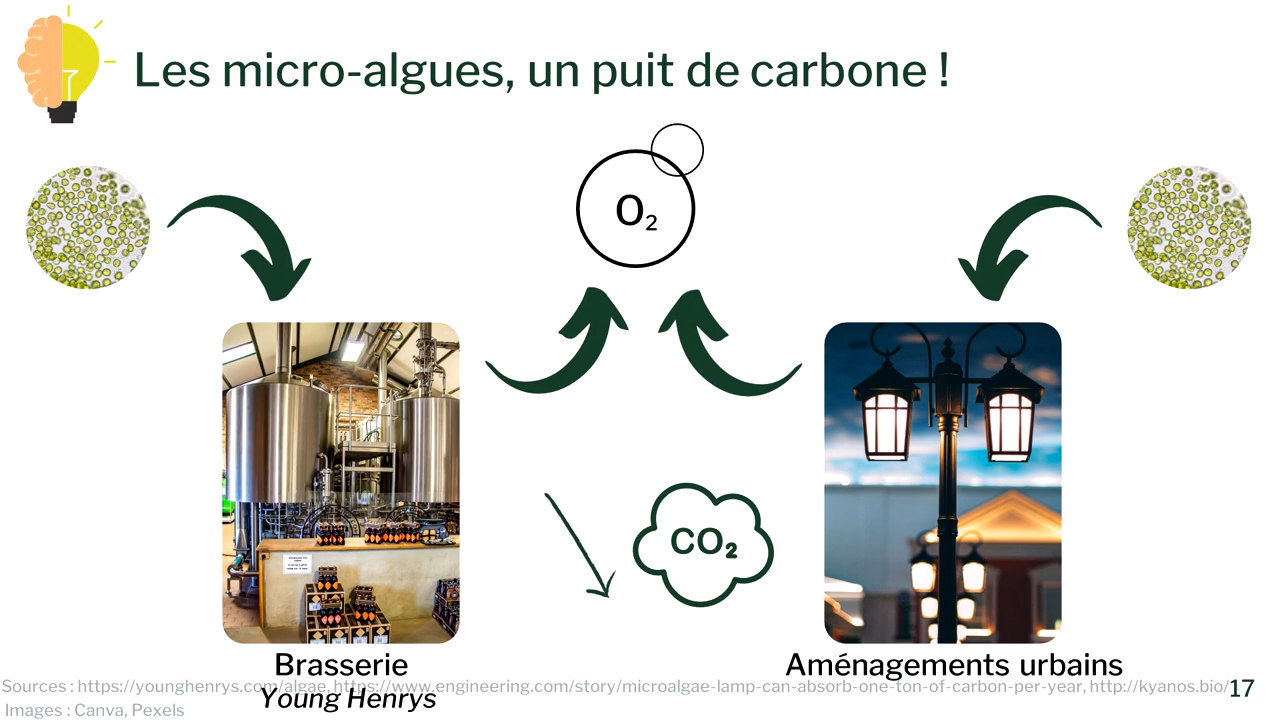 Les micro-algues, un puit de carbone !
O₂
CO₂
Brasserie
Young Henrys
Aménagements urbains
Sources : https://younghenrys.com/algae, https://www.engineering.com/story/microalgae-lamp-can-absorb-one-ton-of-carbon-per-year, http://kyanos.bio/
17
Images : Canva, Pexels